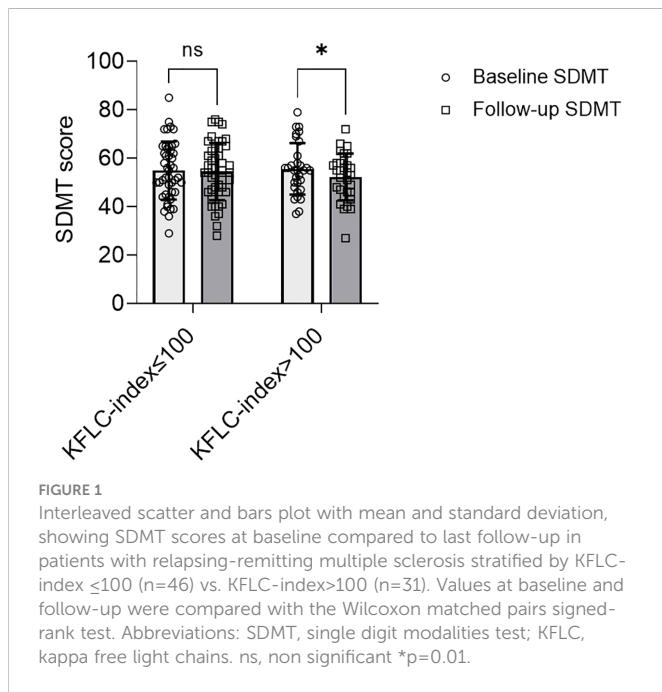 ns
*
100
80
60
40
20
0
SDMT score
Baseline SDMT
Follow-up SDMT
KFLC-index≤100
KFLC-index>100
FIGURE 1
Interleaved scatter and bars plot with mean and standard deviation,
showing SDMT scores at baseline compared to last follow-up in
patients with relapsing-remitting multiple sclerosis stratified by KFLC-
index ≤100 (n=46) vs. KFLC-index>100 (n=31). Values at baseline and
follow-up were compared with the Wilcoxon matched pairs signed-
rank test. Abbreviations: SDMT, single digit modalities test; KFLC,
kappa free light chains. ns, non significant *p=0.01.